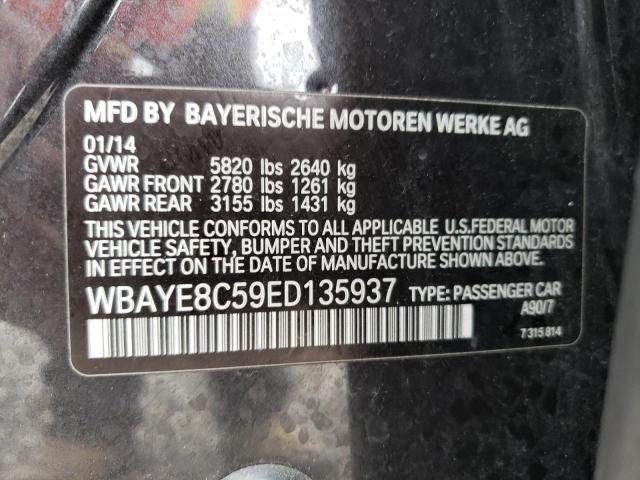 MFD BY BAYERISCHE MOTOREN WERKE AG
01/14
GVWR 5820 lbs 2640 kg
GAWR FRONT 2780 lbs 1261 kg
GAWR REAR 3155 lbs 1431 kg
THIS VEHICLE CONFORMS TO ALL APPLICABLE U.S.FEDERAL MOTOR
VEHICLE SAFETY, BUMPER AND THEFT PREVENTION STANDARDS
IN EFFECT ON THE DATE OF MANUFACTURE SHOWN ABOVE.
WBAYE8C59ED135937 TYPE: PASSENGER CAR
A90/7
7 315 814